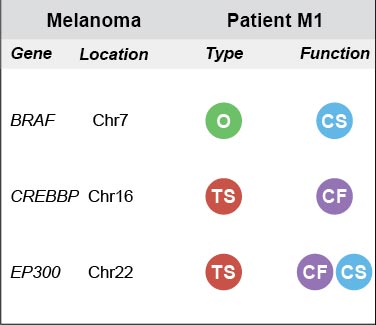 Melanoma Patient M1
Gene Location Type Function
BRAF Chr7 O CS
CREBBP Chr16 TS CF
EP300 Chr22 TS CF CS